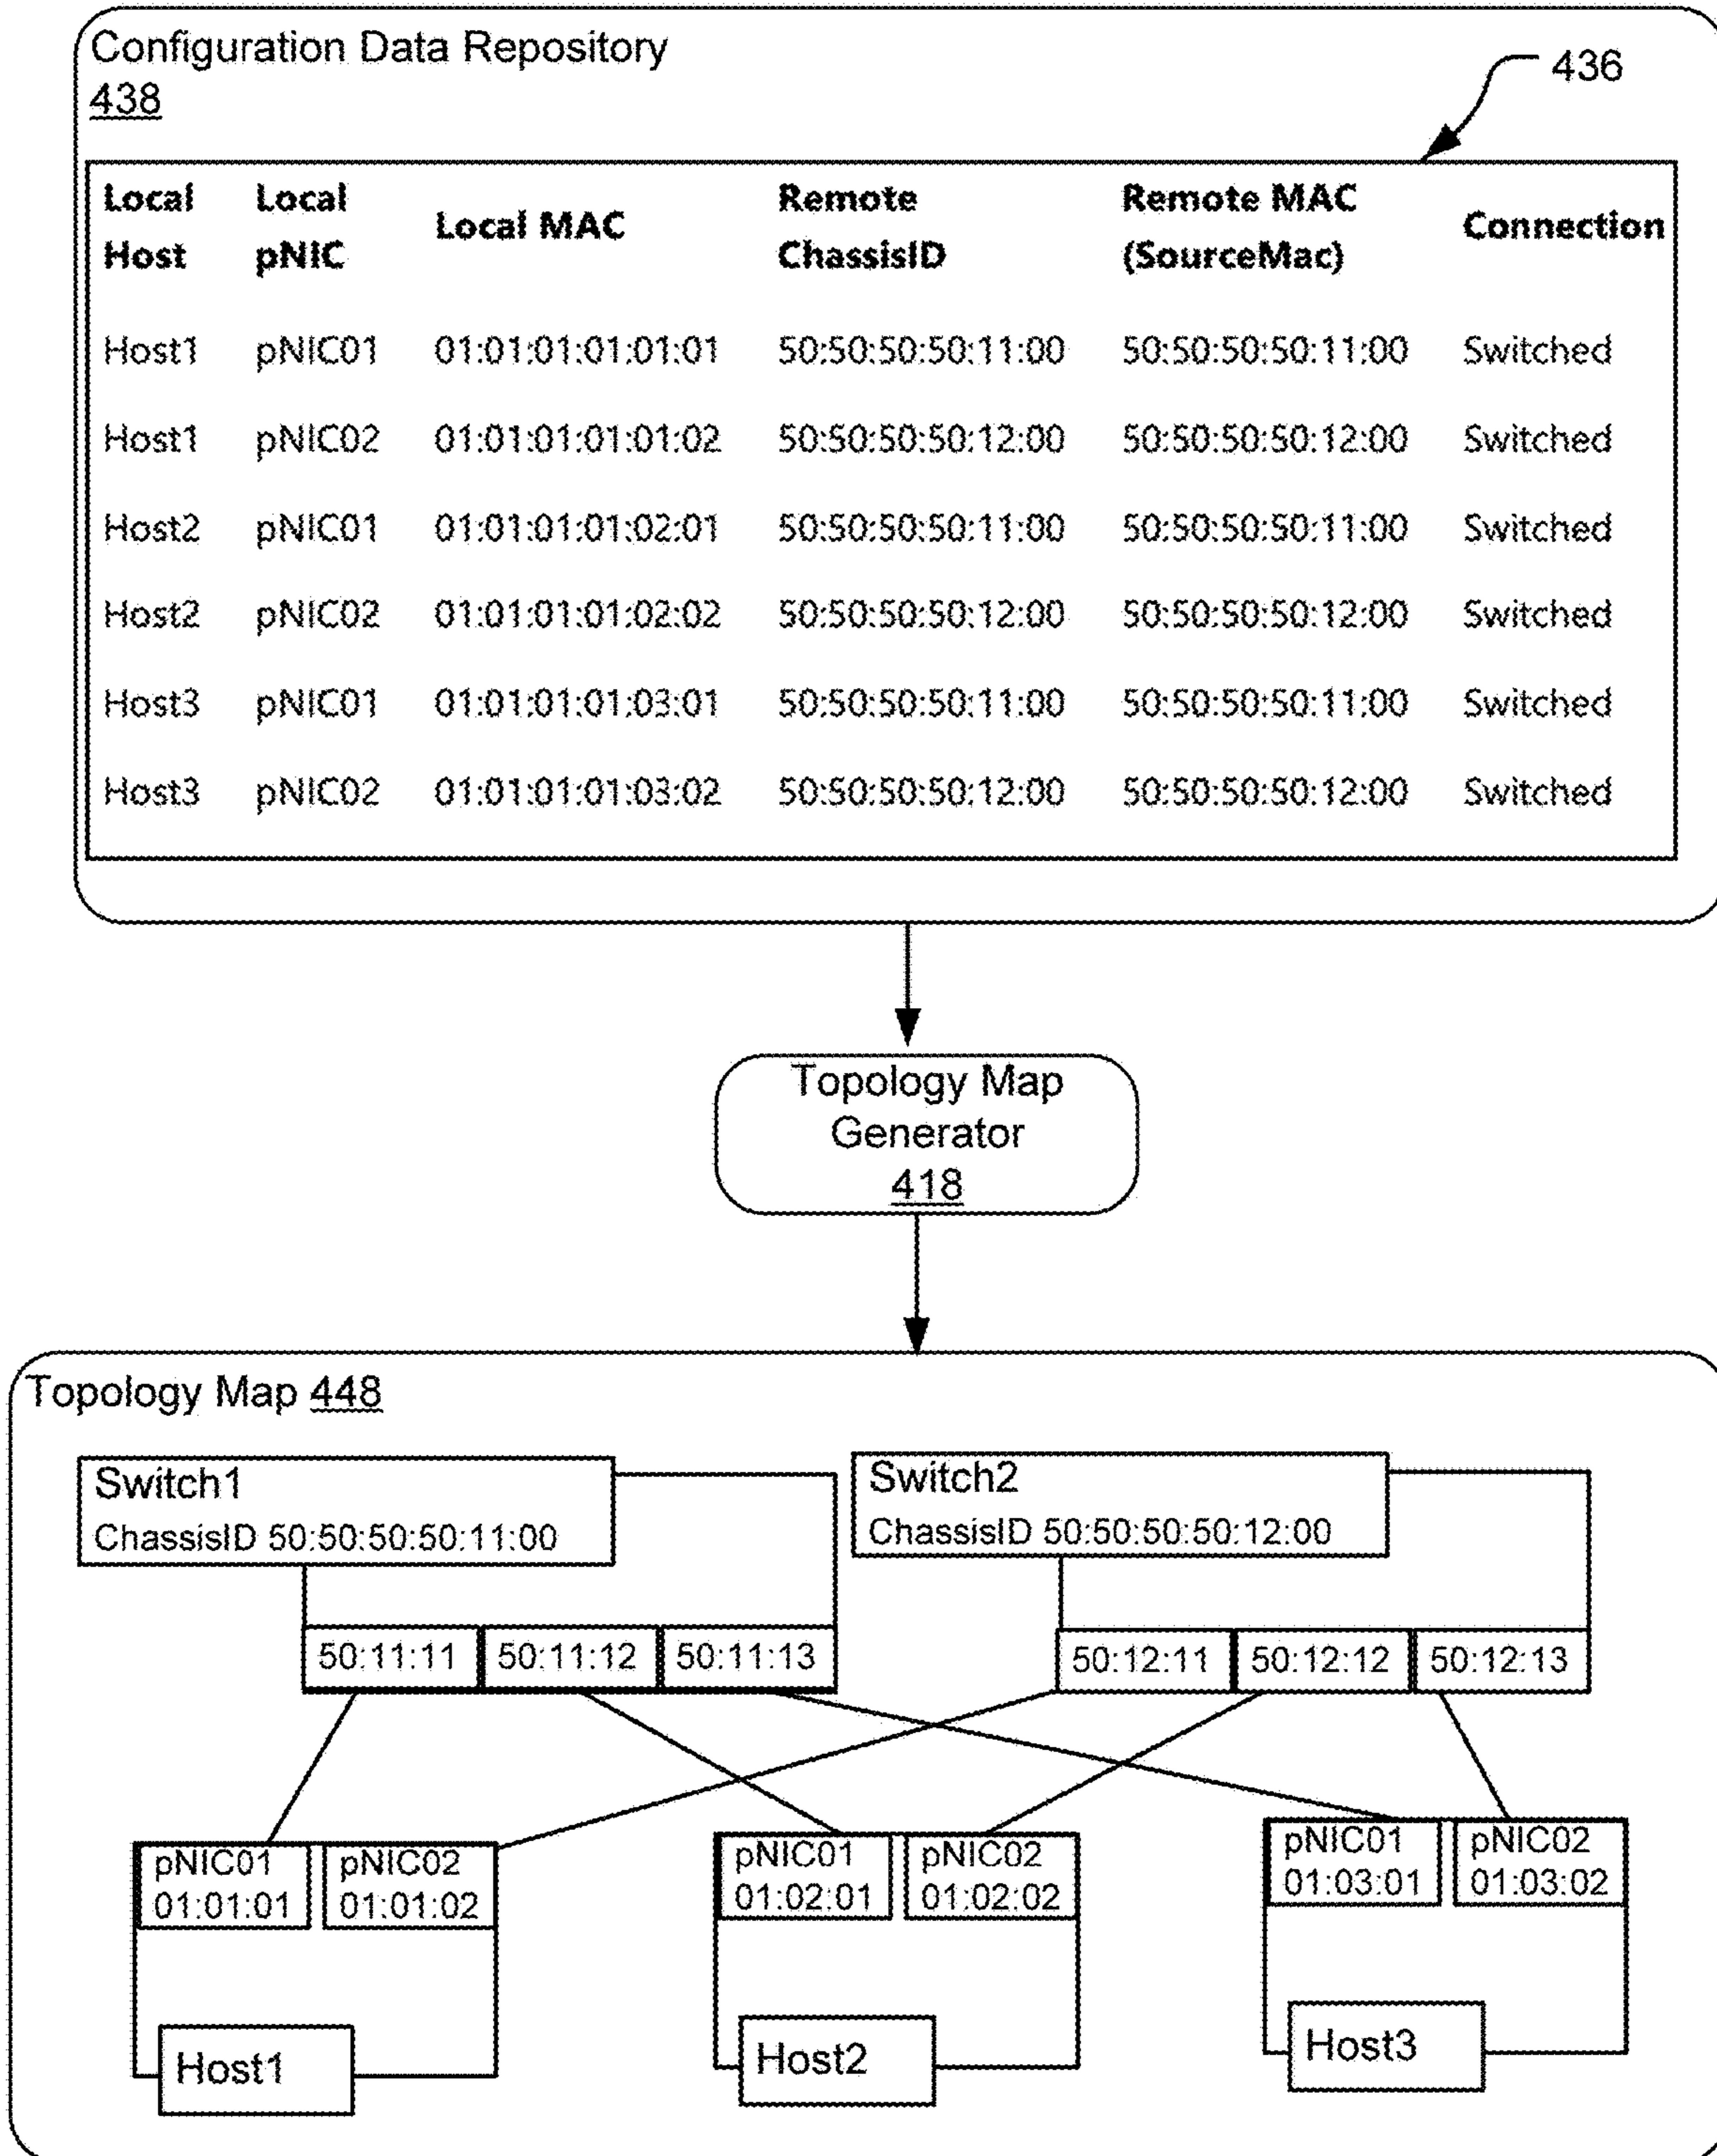 Configuration Data Repository
438
436
Local Host Local pNIC Local MAC Remote ChassisID Remote MAC (SourceMac) Connection
Host1 pNIC01 01:01:01:01:01:01 50:50:50:50:11:00 50:50:50:50:11:00 Switched
Host1 pNIC02 01:01:01:01:01:02 50:50:50:50:12:00 50:50:50:50:12:00 Switched
Host2 pNIC01 01:01:01:01:02:01 50:50:50:50:11:00 50:50:50:50:11:00 Switched
Host2 pNIC02 01:01:01:01:02:02 50:50:50:50:12:00 50:50:50:50:12:00 Switched
Host3 pNIC01 01:01:01:01:03:01 50:50:50:50:11:00 50:50:50:50:11:00 Switched
Host3 pNIC02 01:01:01:01:03:02 50:50:50:50:12:00 50:50:50:50:12:00 Switched
Topology Map
Generator
418
Topology Map 448
Switch1
ChassisID 50:50:50:50:11:00
Switch2
ChassisID 50:50:50:50:12:00
50:11:11 50:11:12 50:11:13
50:12:11 50:12:12 50:12:13
pNIC01
01:01:01
pNIC02
01:01:02
pNIC01
01:02:01
pNIC02
01:02:02
pNIC01
01:03:01
pNIC02
01:03:02
Host1
Host2
Host3